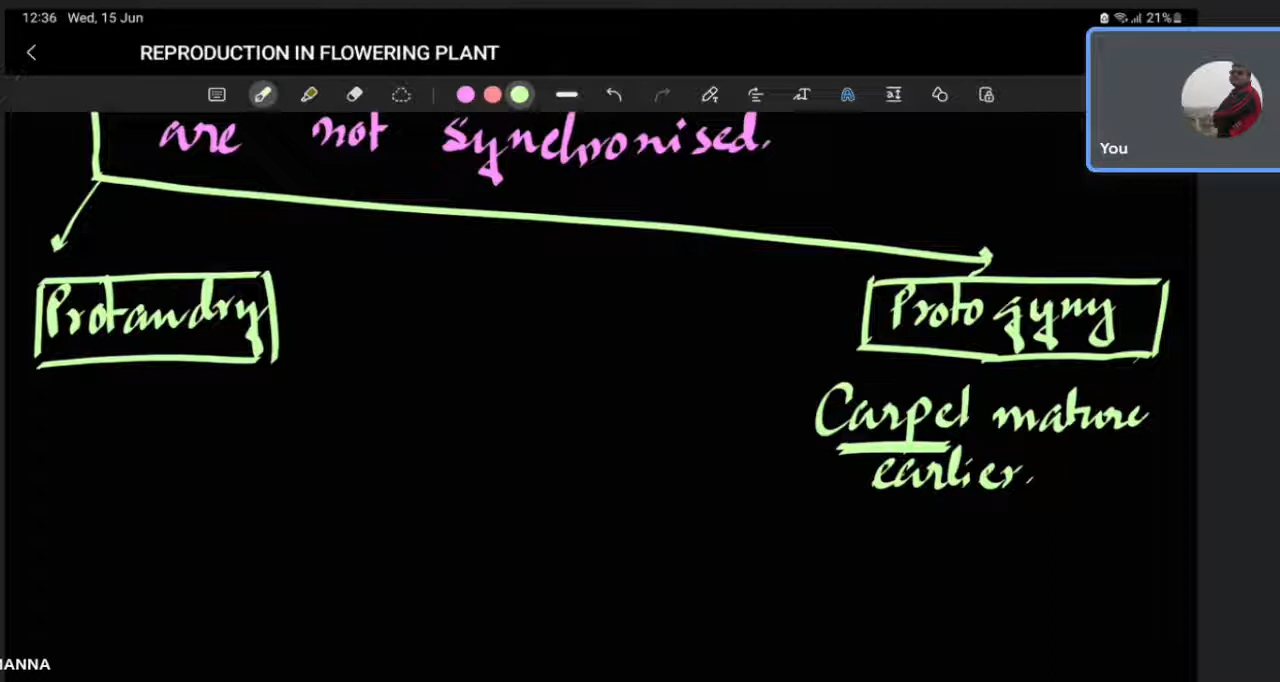 12:36 Wed, 15 Jun 21%
REPRODUCTION IN FLOWERING PLANT
You
are not synchronised.
Protandry
Protogyny
Carpel mature
earlier.
MANNA